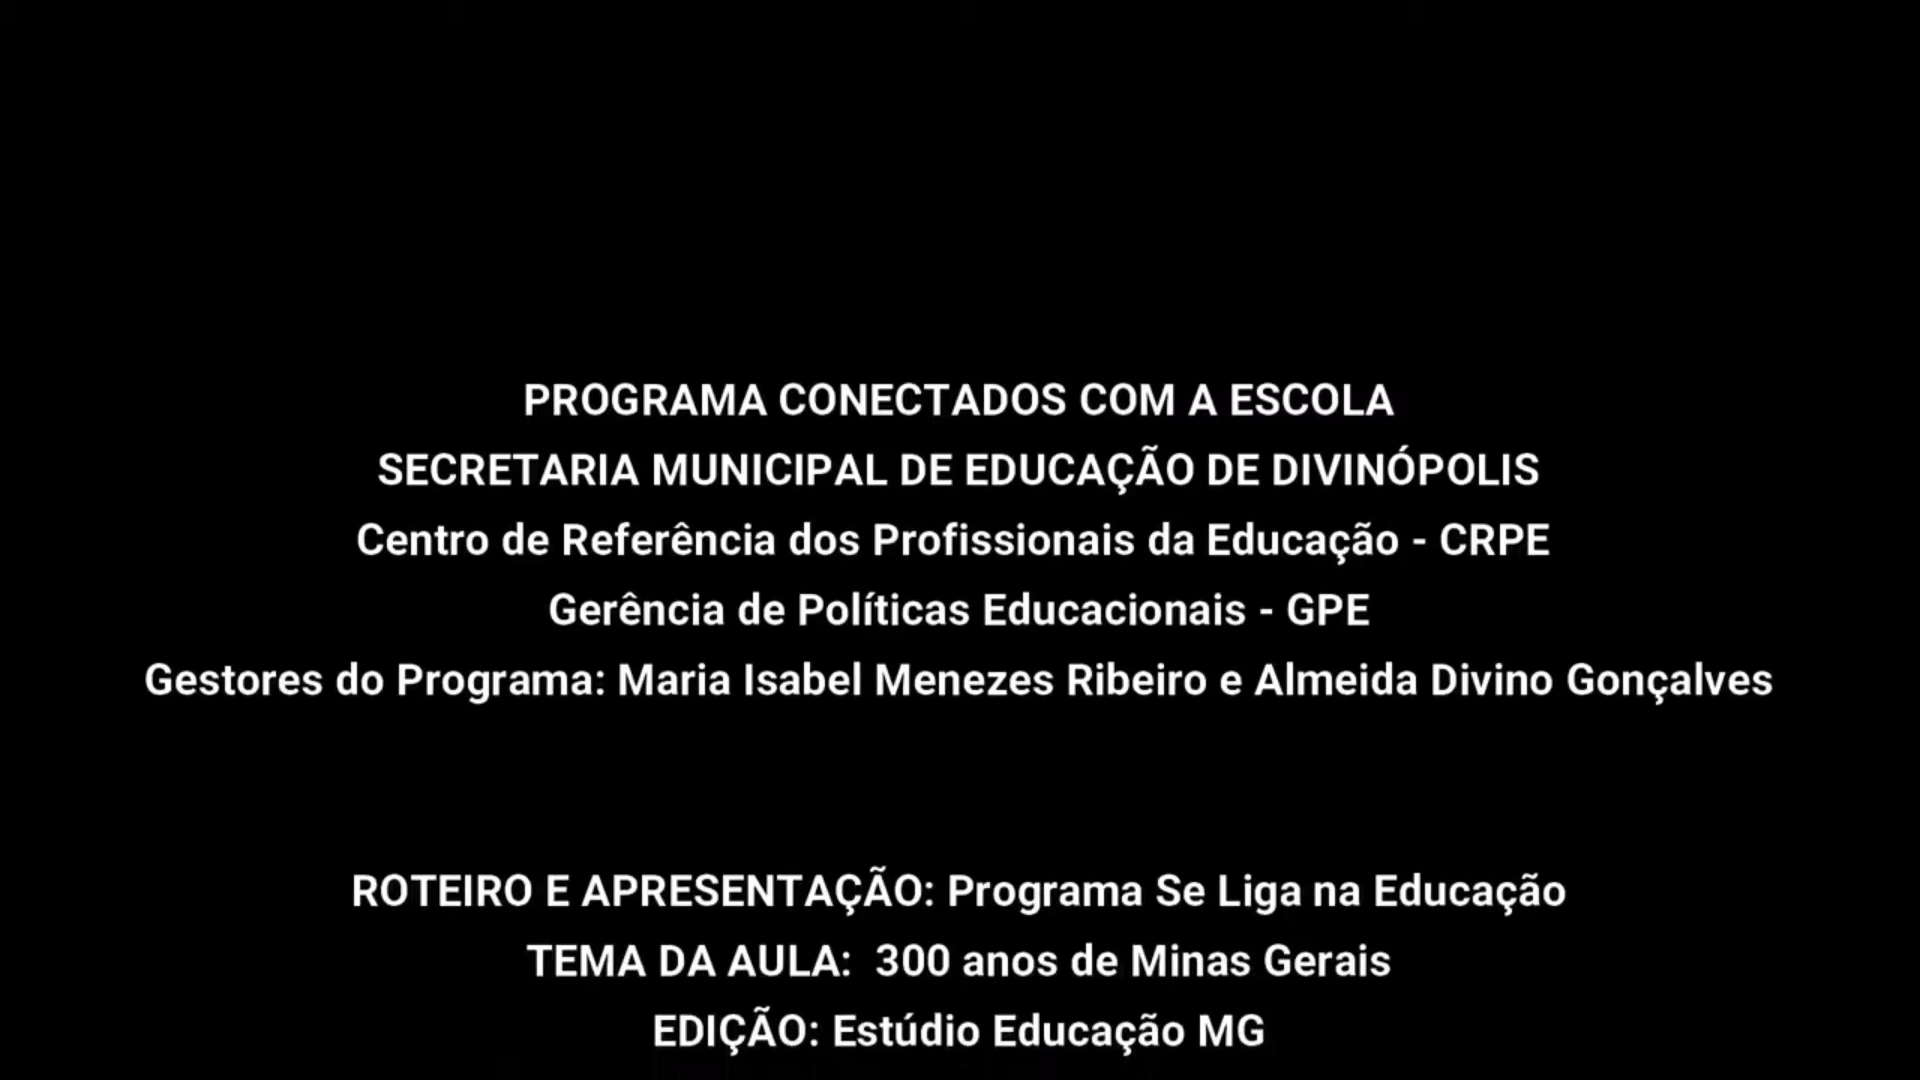 PROGRAMA CONECTADOS COM A ESCOLA
SECRETARIA MUNICIPAL DE EDUCAÇÃO DE DIVINÓPOLIS
Centro de Referência dos Profissionais da Educação - CRPE
Gerência de Políticas Educacionais - GPE
Gestores do Programa: Maria Isabel Menezes Ribeiro e Almeida Divino Gonçalves
ROTEIRO E APRESENTAÇÃO: Programa Se Liga na Educação
TEMA DA AULA: 300 anos de Minas Gerais
EDIÇÃO: Estúdio Educação MG